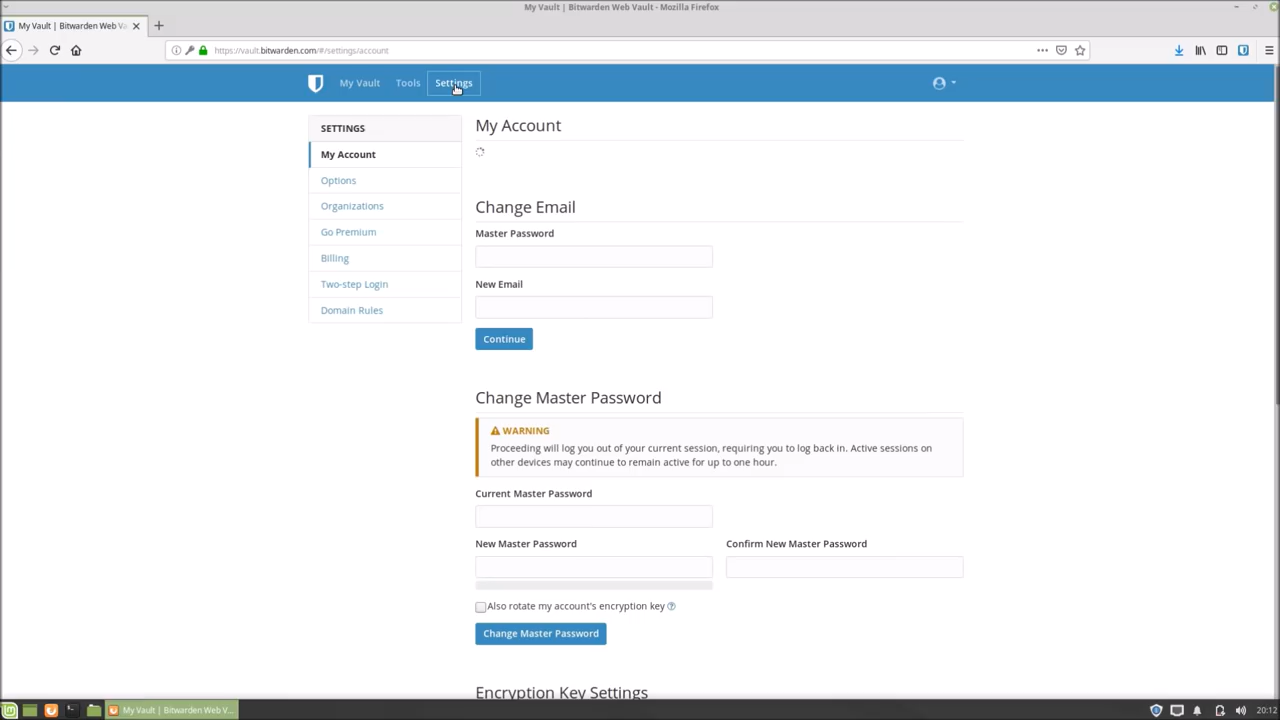 My Vault | Bitwarden Web Vault - Mozilla Firefox
My Vault | Bitwarden Web Va
https://vault.bitwarden.com/#/settings/account
My Vault
Tools
Settings
SETTINGS
My Account
Options
Organizations
Go Premium
Billing
Two-step Login
Domain Rules
My Account
Change Email
Master Password
New Email
Continue
Change Master Password
WARNING
Proceeding will log you out of your current session, requiring you to log back in. Active sessions on
other devices may continue to remain active for up to one hour.
Current Master Password
New Master Password
Confirm New Master Password
Also rotate my account's encryption key
Change Master Password
Encryption Key Settings
My Vault | Bitwarden Web V...
20:12